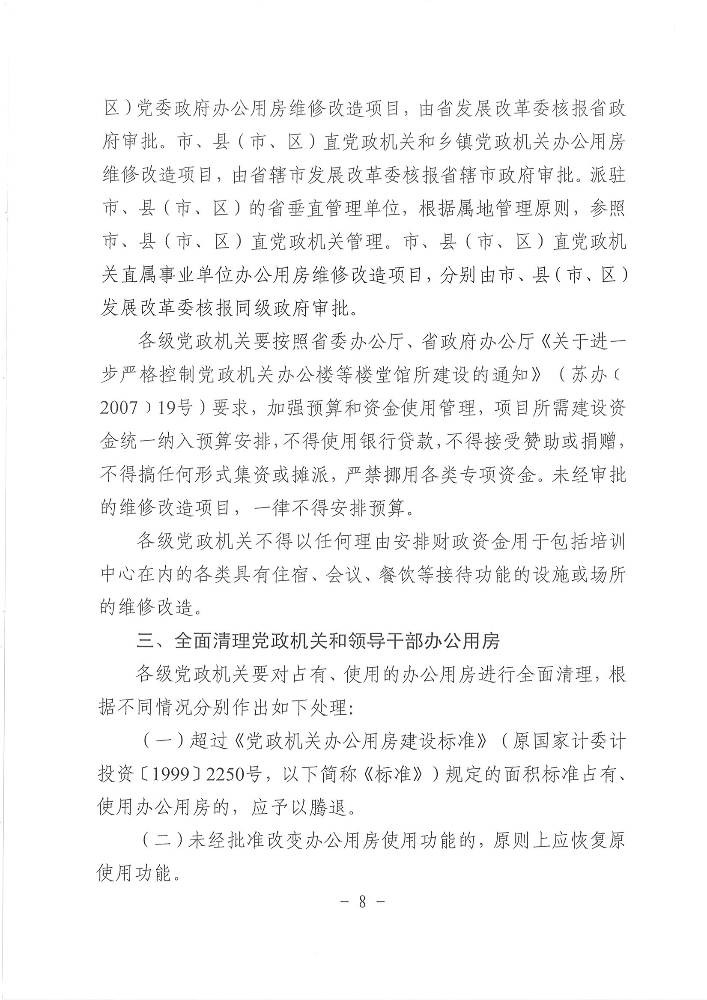 区）党委政府办公用房维修改造项目，由省发展改革委核报省政
府审批。市、县（市、区）直党政机关和乡镇党政机关办公用房
维修改造项目，由省辖市发展改革委核报省辖市政府审批。派驻
市、县（市、区）的省垂直管理单位，根据属地管理原则，参照
市、县（市、区）直党政机关管理。市、县（市、区）直党政机
关直属事业单位办公用房维修改造项目，分别由市、县（市、区）
发展改革委核报同级政府审批。
各级党政机关要按照省委办公厅、省政府办公厅《关于进一
步严格控制党政机关办公楼等楼堂馆所建设的通知》（苏办〔
2007〕19号）要求，加强预算和资金使用管理，项目所需建设资
金统一纳入预算安排，不得使用银行贷款，不得接受赞助或捐赠，
不得搞任何形式集资或摊派，严禁挪用各类专项资金。未经审批
的维修改造项目，一律不得安排预算。
各级党政机关不得以任何理由安排财政资金用于包括培训
中心在内的各类具有住宿、会议、餐饮等接待功能的设施或场所
的维修改造。
三、全面清理党政机关和领导干部办公用房
各级党政机关要对占有、使用的办公用房进行全面清理，根
据不同情况分别作出如下处理：
（一）超过《党政机关办公用房建设标准》（原国家计委计
投资〔1999〕2250号，以下简称《标准》）规定的面积标准占有、
使用办公用房的，应予以腾退。
（二）未经批准改变办公用房使用功能的，原则上应恢复原
使用功能。
- 8 -